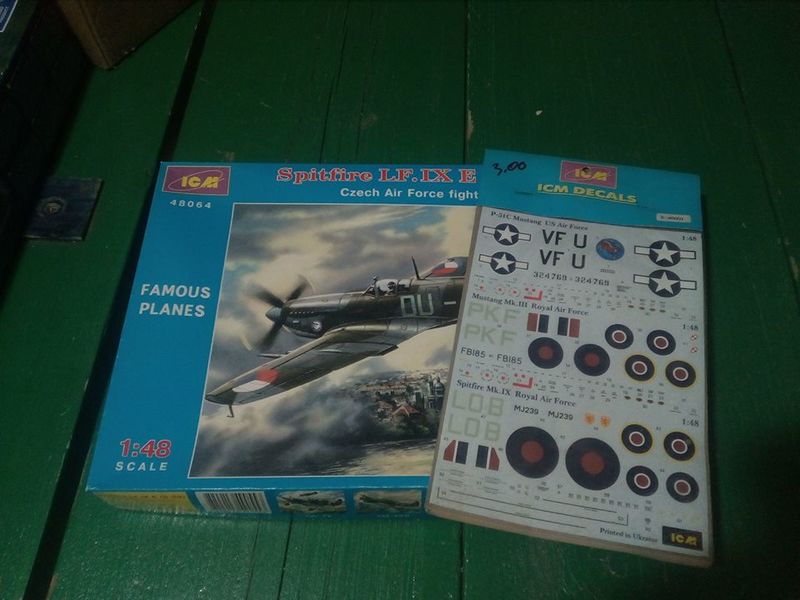 ICM
48064
Spitfire LF.IX E
Czech Air Force fight
FAMOUS
PLANES
DU
1:48
SCALE
3,00
ICM
ICM DECALS
P-51C Mustang US Air Force
1:48
VF U
VF U
324769
324769
Mustang Mk.III Royal Air Force
1:48
PKF
PKF
FB185
FB185
Spitfire Mk.IX Royal Air Force
1:48
LOB
LOB
MJ239
MJ239
Printed in Ukraine
ICM